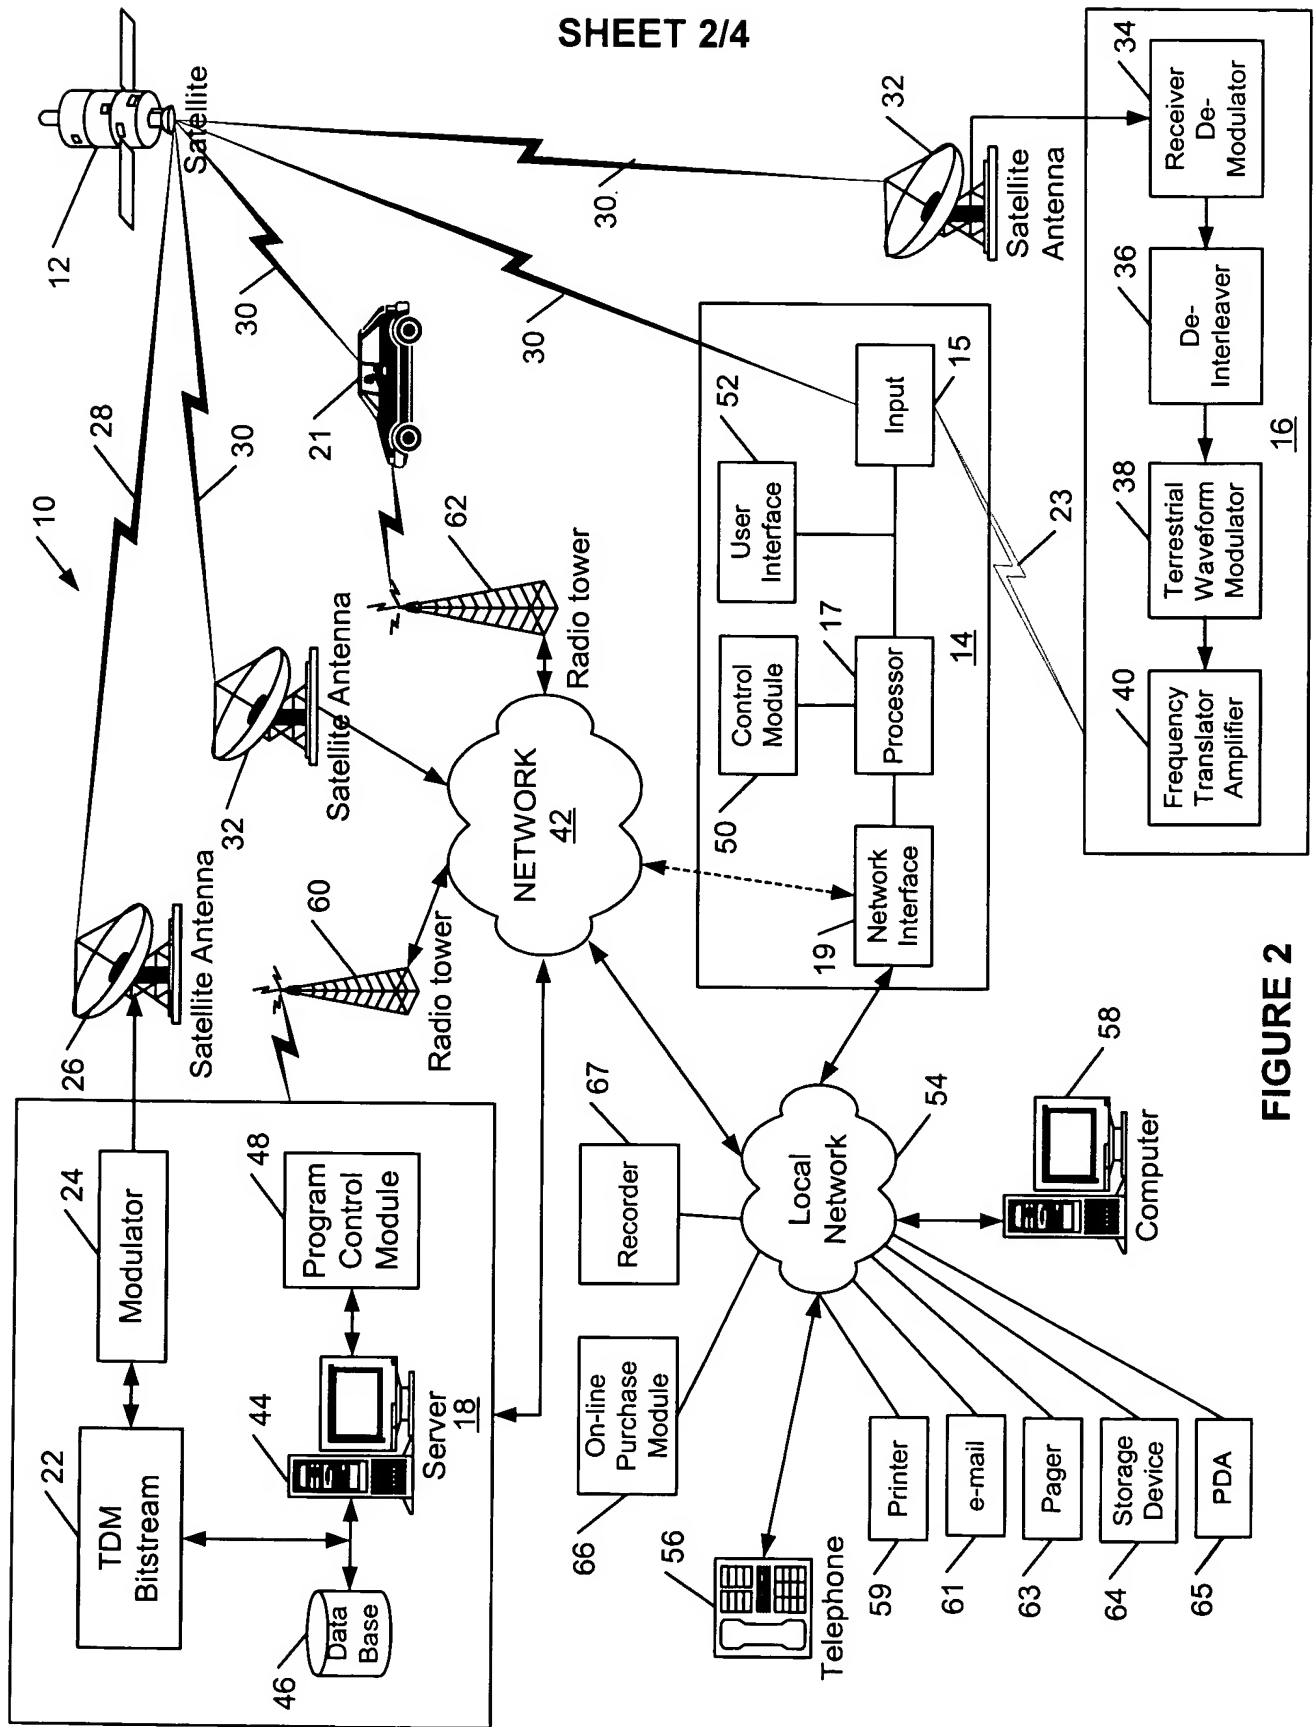 SHEET 2/4
10
12
Satellite
28
30
30
30
30.
21
26
Satellite Antenna
32
Satellite Antenna
32
Satellite
Antenna
22
TDM
Bitstream
24
Modulator
44
Server
18
46
Data
Base
48
Program
Control
Module
60
Radio tower
62
Radio tower
NETWORK
42
50
Control
Module
52
User
Interface
17
Processor
Input
15
19
Network
Interface
14
23
34
Receiver
De-
Modulator
36
De-
Interleaver
38
Terrestrial
Waveform
Modulator
40
Frequency
Translator
Amplifier
16
66
On-line
Purchase
Module
67
Recorder
Local
Network
54
56
Telephone
58
Computer
59
Printer
61
e-mail
63
Pager
64
Storage
Device
65
PDA
FIGURE 2